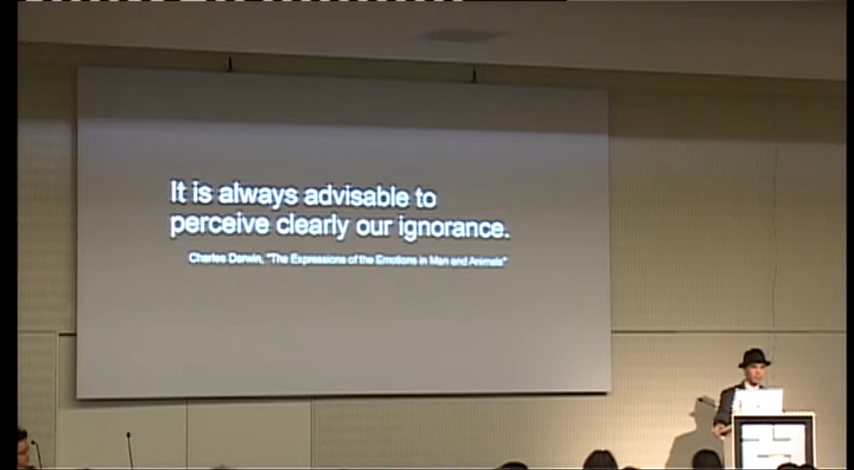 It is always advisable to
perceive clearly our ignorance.
Charles Darwin, "The Expressions of the Emotions in Man and Animals"